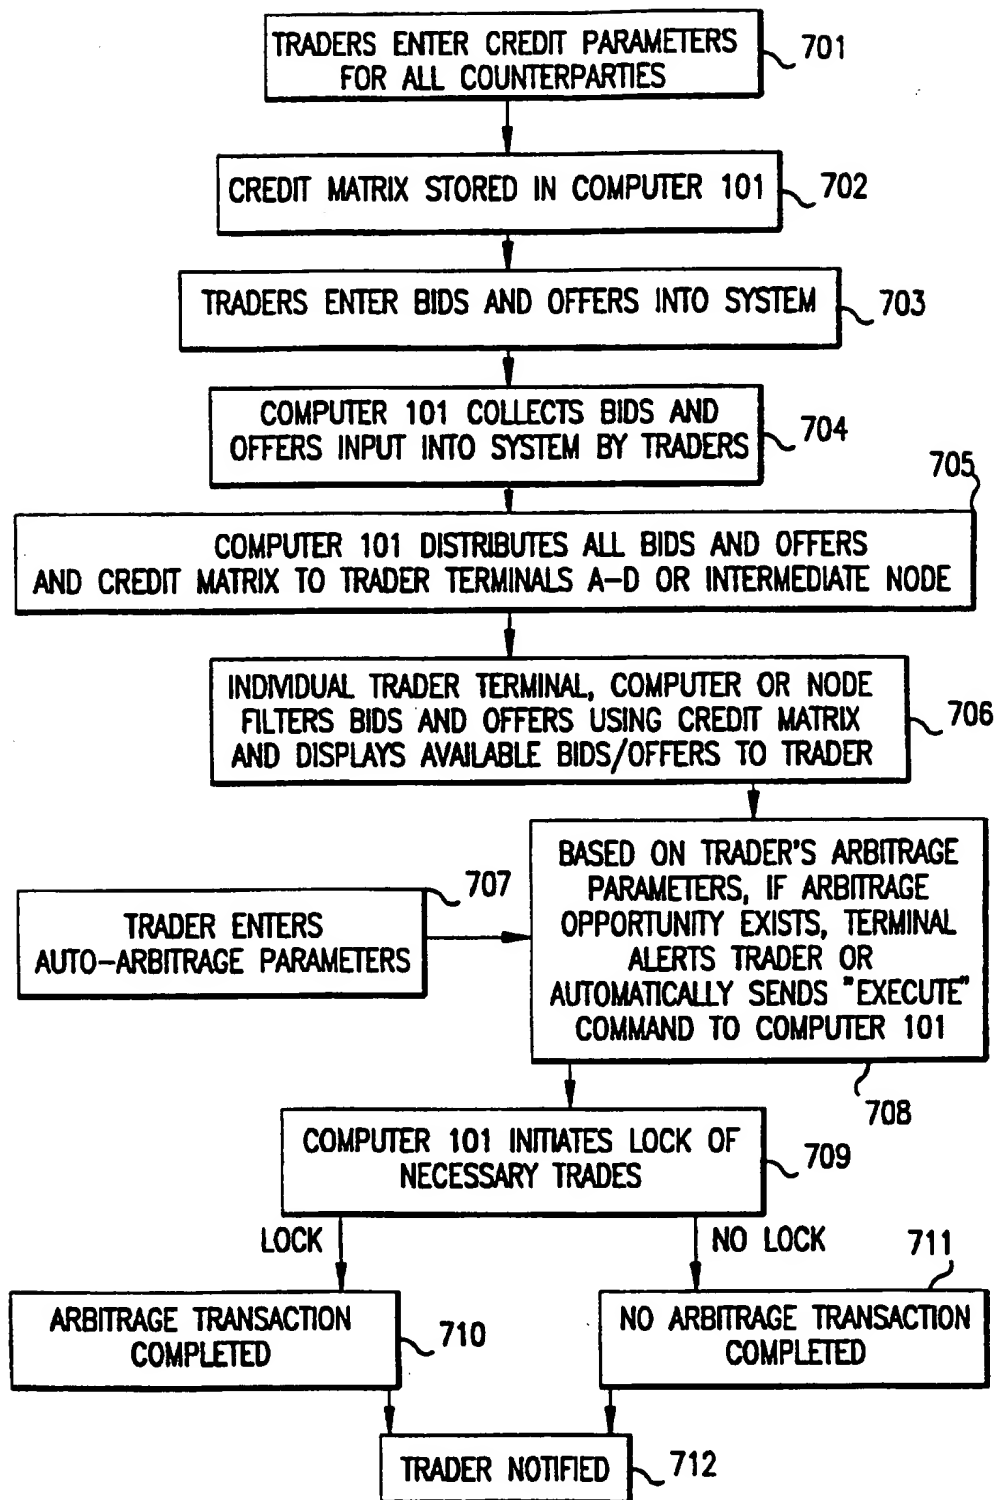 TRADERS ENTER CREDIT PARAMETERS
FOR ALL COUNTERPARTIES
701
CREDIT MATRIX STORED IN COMPUTER 101
702
TRADERS ENTER BIDS AND OFFERS INTO SYSTEM
703
COMPUTER 101 COLLECTS BIDS AND
OFFERS INPUT INTO SYSTEM BY TRADERS
704
705
COMPUTER 101 DISTRIBUTES ALL BIDS AND OFFERS
AND CREDIT MATRIX TO TRADER TERMINALS A-D OR INTERMEDIATE NODE
INDIVIDUAL TRADER TERMINAL, COMPUTER OR NODE
FILTERS BIDS AND OFFERS USING CREDIT MATRIX
AND DISPLAYS AVAILABLE BIDS/OFFERS TO TRADER
706
707
TRADER ENTERS
AUTO-ARBITRAGE PARAMETERS
BASED ON TRADER'S ARBITRAGE
PARAMETERS, IF ARBITRAGE
OPPORTUNITY EXISTS, TERMINAL
ALERTS TRADER OR
AUTOMATICALLY SENDS "EXECUTE"
COMMAND TO COMPUTER 101
708
COMPUTER 101 INITIATES LOCK OF
NECESSARY TRADES
709
LOCK
NO LOCK
711
ARBITRAGE TRANSACTION
COMPLETED
710
NO ARBITRAGE TRANSACTION
COMPLETED
TRADER NOTIFIED
712